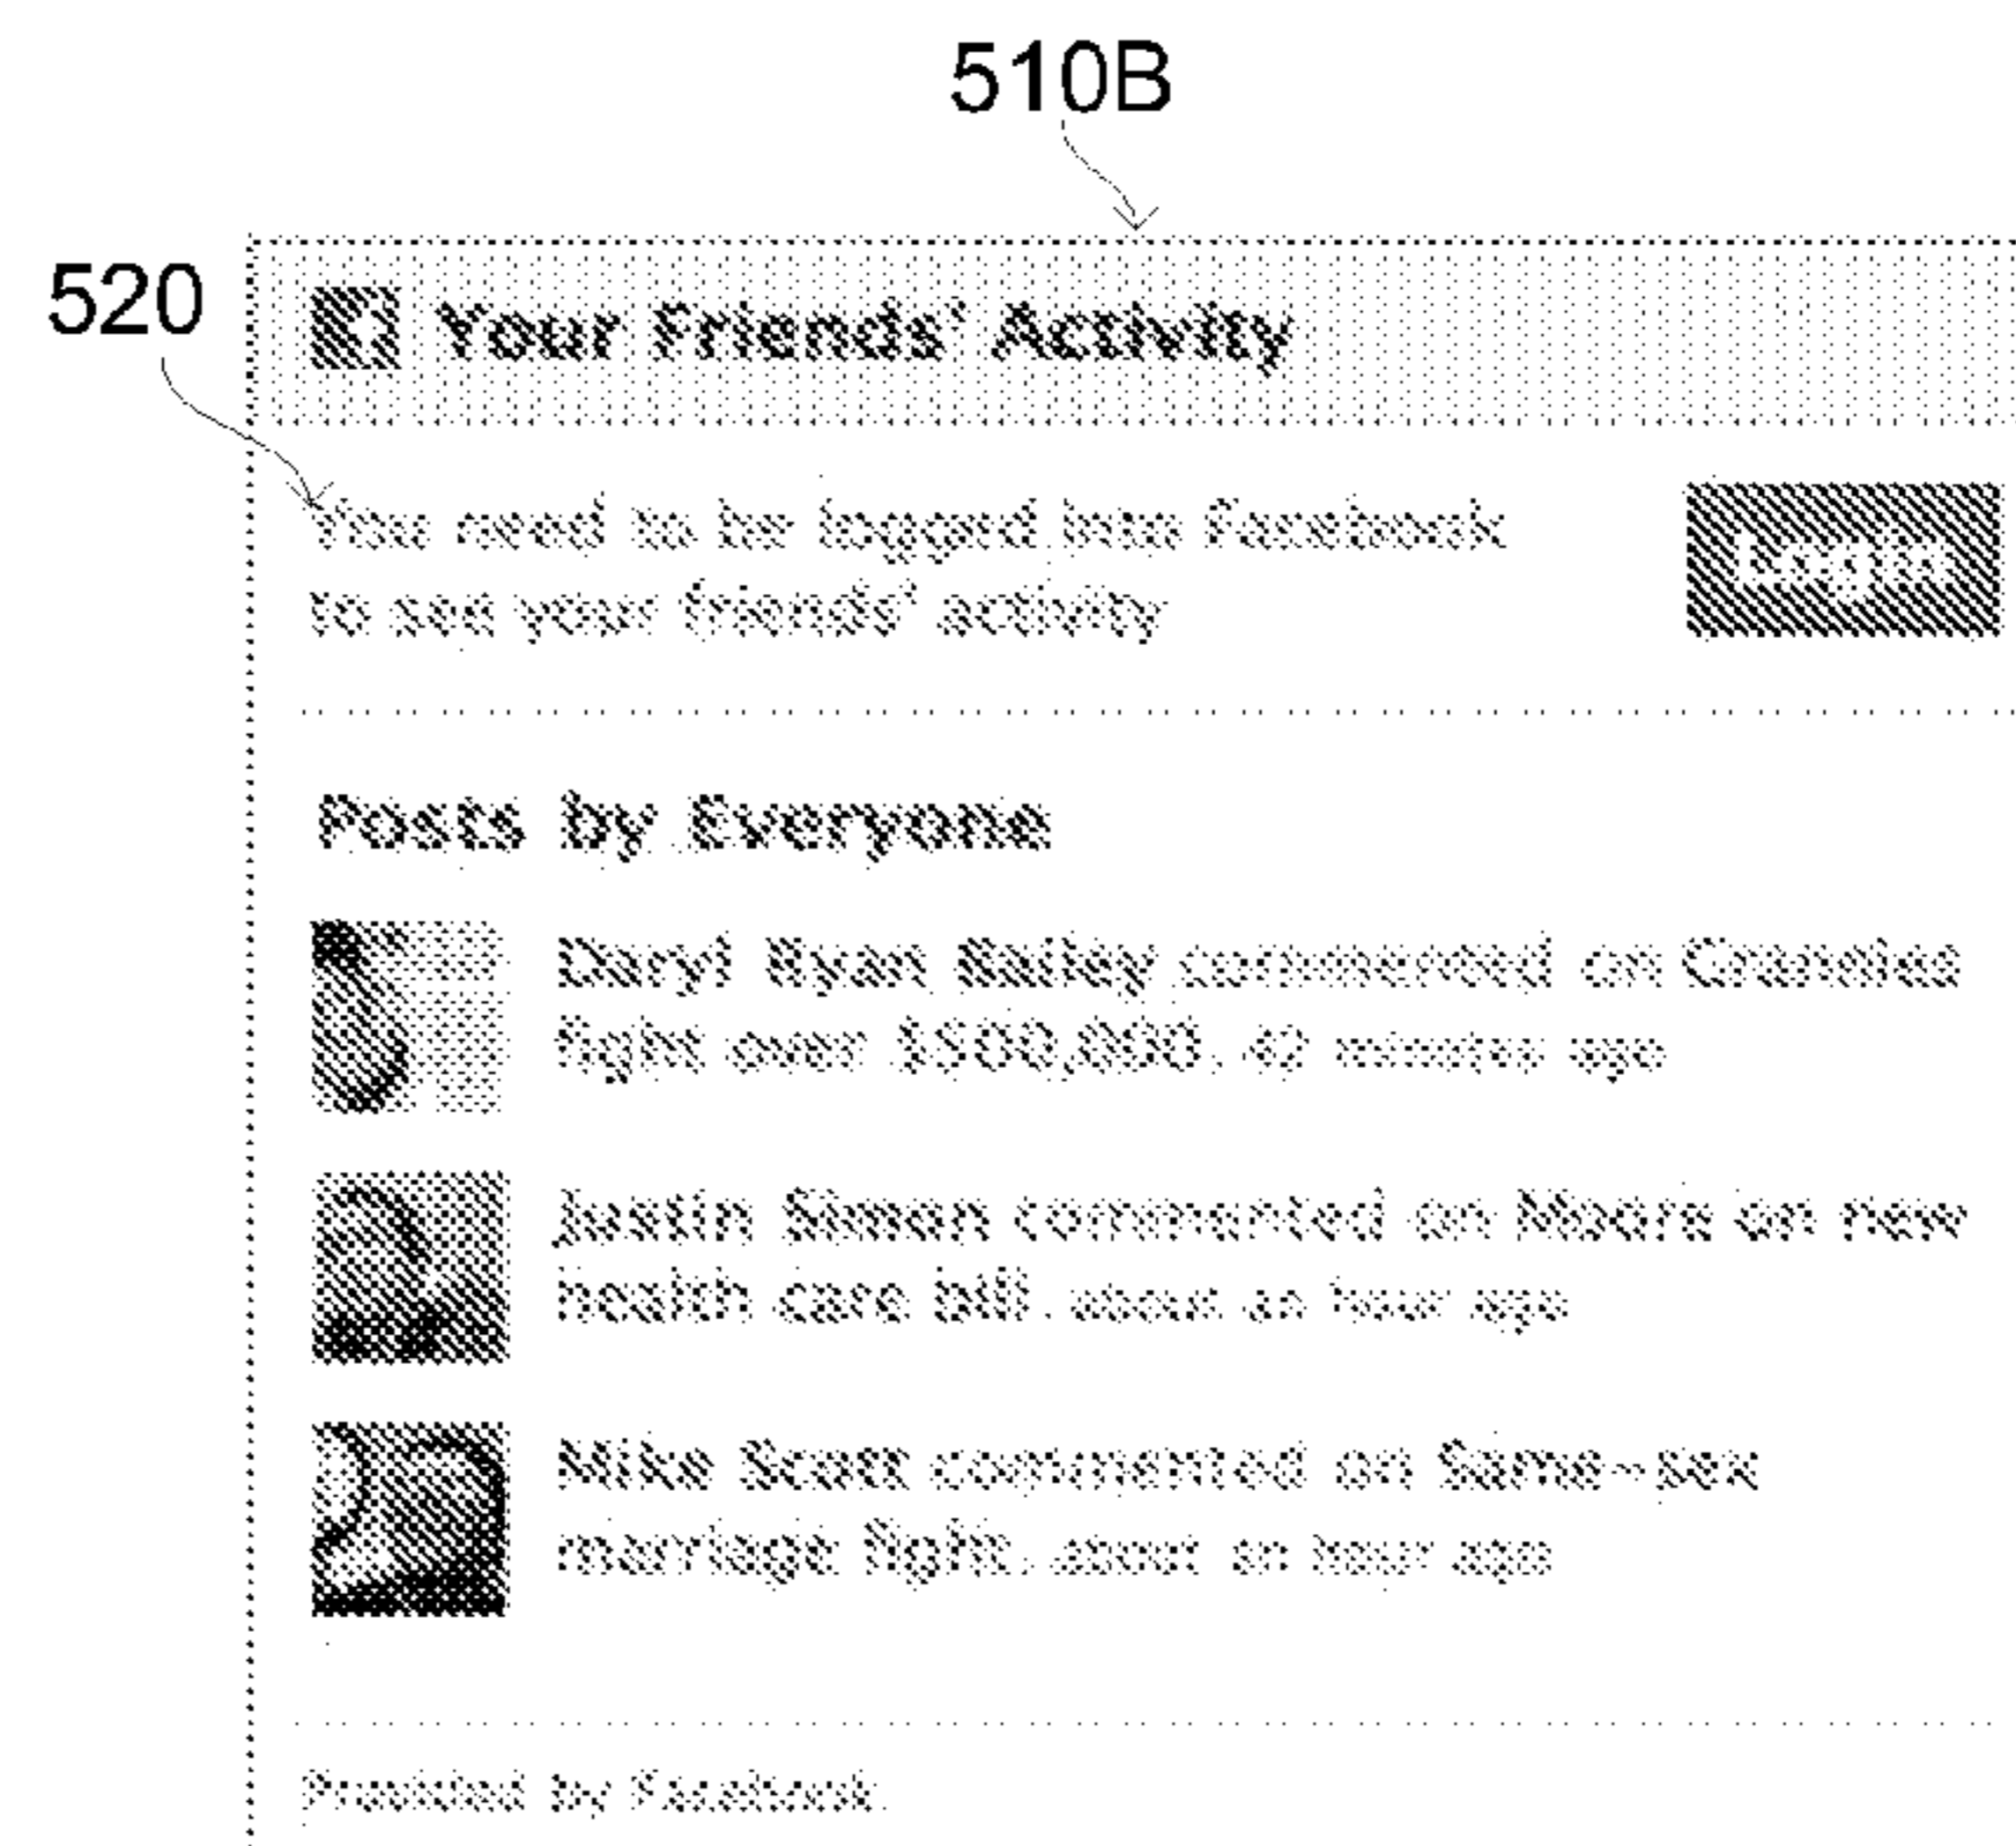 510B
520
Your Friends' Activity
You need to be logged into Facebook
Login
to see your friends' activity
Posts by Everyone
Daryl Ryan Bailey commented on Grannies
fight over $500,000. 42 minutes ago
Justin Siman commented on Moore on new
health care bill. about an hour ago
Mike Scott commented on Same-sex
marriage fight. about an hour ago
Provided by Facebook